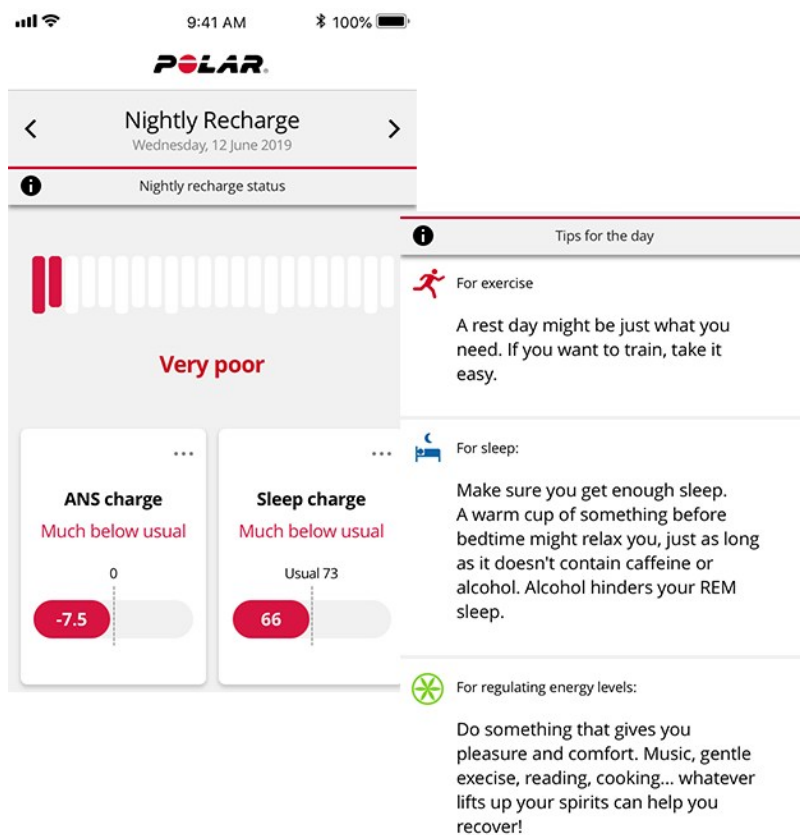 9:41 AM
100%
POLAR
Nightly Recharge
Wednesday, 12 June 2019
Nightly recharge status
Very poor
ANS charge
Much below usual
0
-7.5
Sleep charge
Much below usual
Usual 73
66
Tips for the day
For exercise
A rest day might be just what you
need. If you want to train, take it
easy.
For sleep:
Make sure you get enough sleep.
A warm cup of something before
bedtime might relax you, just as long
as it doesn't contain caffeine or
alcohol. Alcohol hinders your REM
sleep.
For regulating energy levels:
Do something that gives you
pleasure and comfort. Music, gentle
execise, reading, cooking... whatever
lifts up your spirits can help you
recover!